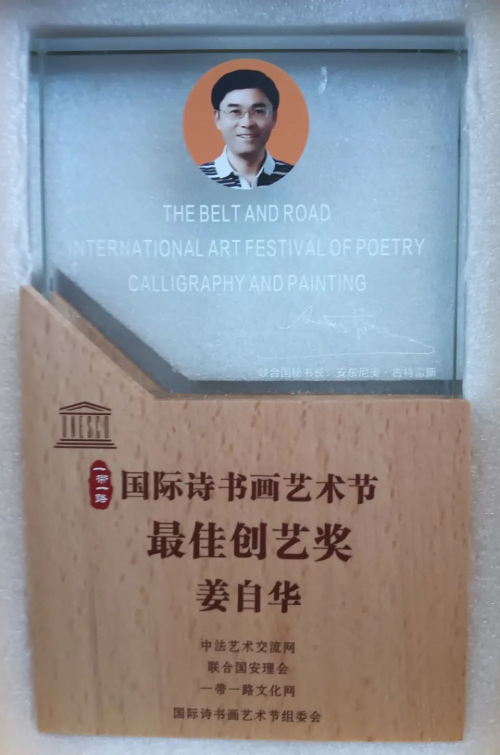 THE BELT AND ROAD
INTERNATIONAL ART FESTIVAL OF POETRY
CALLIGRAPHY AND PAINTING
联合国秘书长：安东尼奥·古特雷斯
UNESCO
一带一路
国际诗书画艺术节
最佳创艺奖
姜自华
中法艺术交流网
联合国安理会
一带一路文化网
国际诗书画艺术节组委会